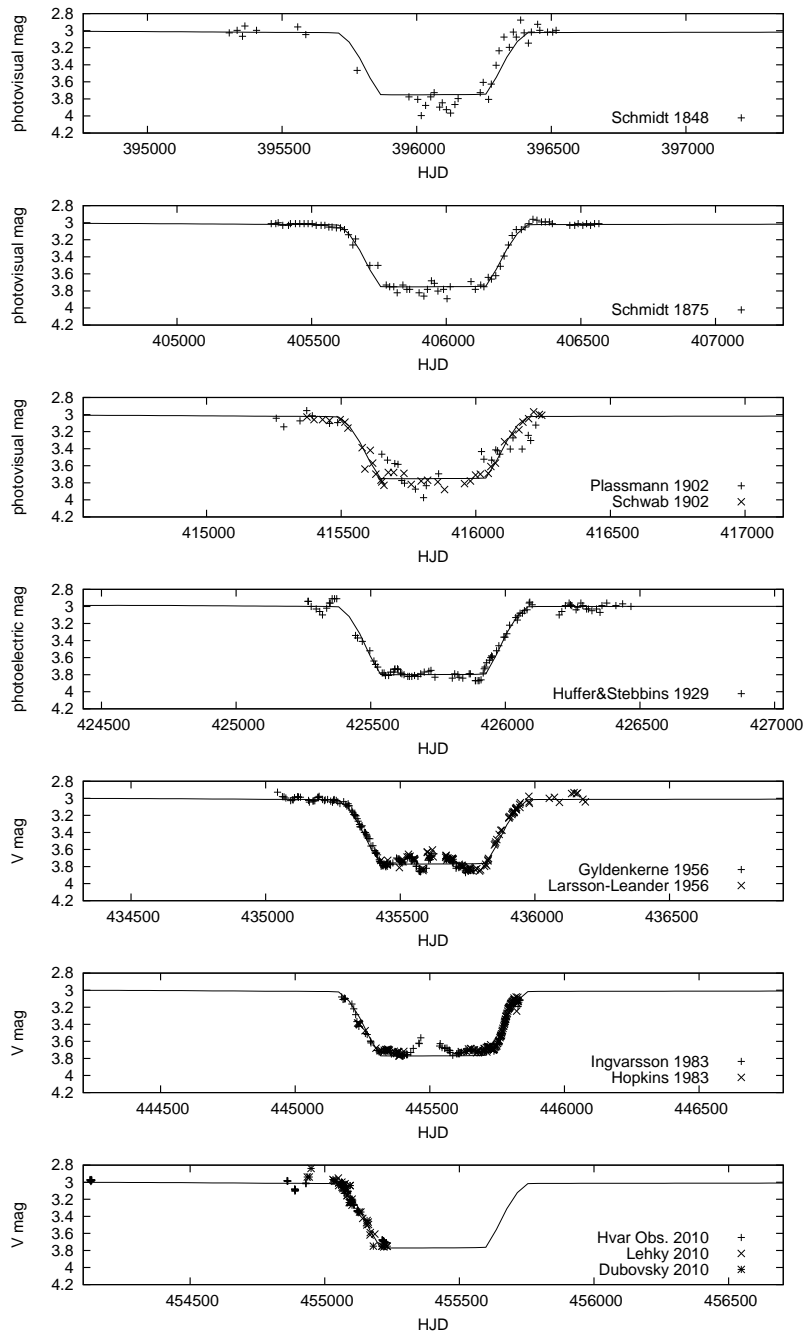 2.8
3
3.2
3.4
3.6
3.8
4
4.2
photovisual mag
Schmidt 1848
395000 395500 396000 396500 397000
HJD
2.8
3
3.2
3.4
3.6
3.8
4
4.2
photovisual mag
Schmidt 1875
405000 405500 406000 406500 407000
HJD
2.8
3
3.2
3.4
3.6
3.8
4
4.2
photovisual mag
Plassmann 1902
Schwab 1902
415000 415500 416000 416500 417000
HJD
2.8
3
3.2
3.4
3.6
3.8
4
4.2
photoelectric mag
Huffer&Stebbins 1929
424500 425000 425500 426000 426500 427000
HJD
2.8
3
3.2
3.4
3.6
3.8
4
4.2
V mag
Gyldenkerne 1956
Larsson-Leander 1956
434500 435000 435500 436000 436500
HJD
2.8
3
3.2
3.4
3.6
3.8
4
4.2
V mag
Ingvarsson 1983
Hopkins 1983
444500 445000 445500 446000 446500
HJD
2.8
3
3.2
3.4
3.6
3.8
4
4.2
V mag
Hvar Obs. 2010
Lehky 2010
Dubovsky 2010
454500 455000 455500 456000 456500
HJD